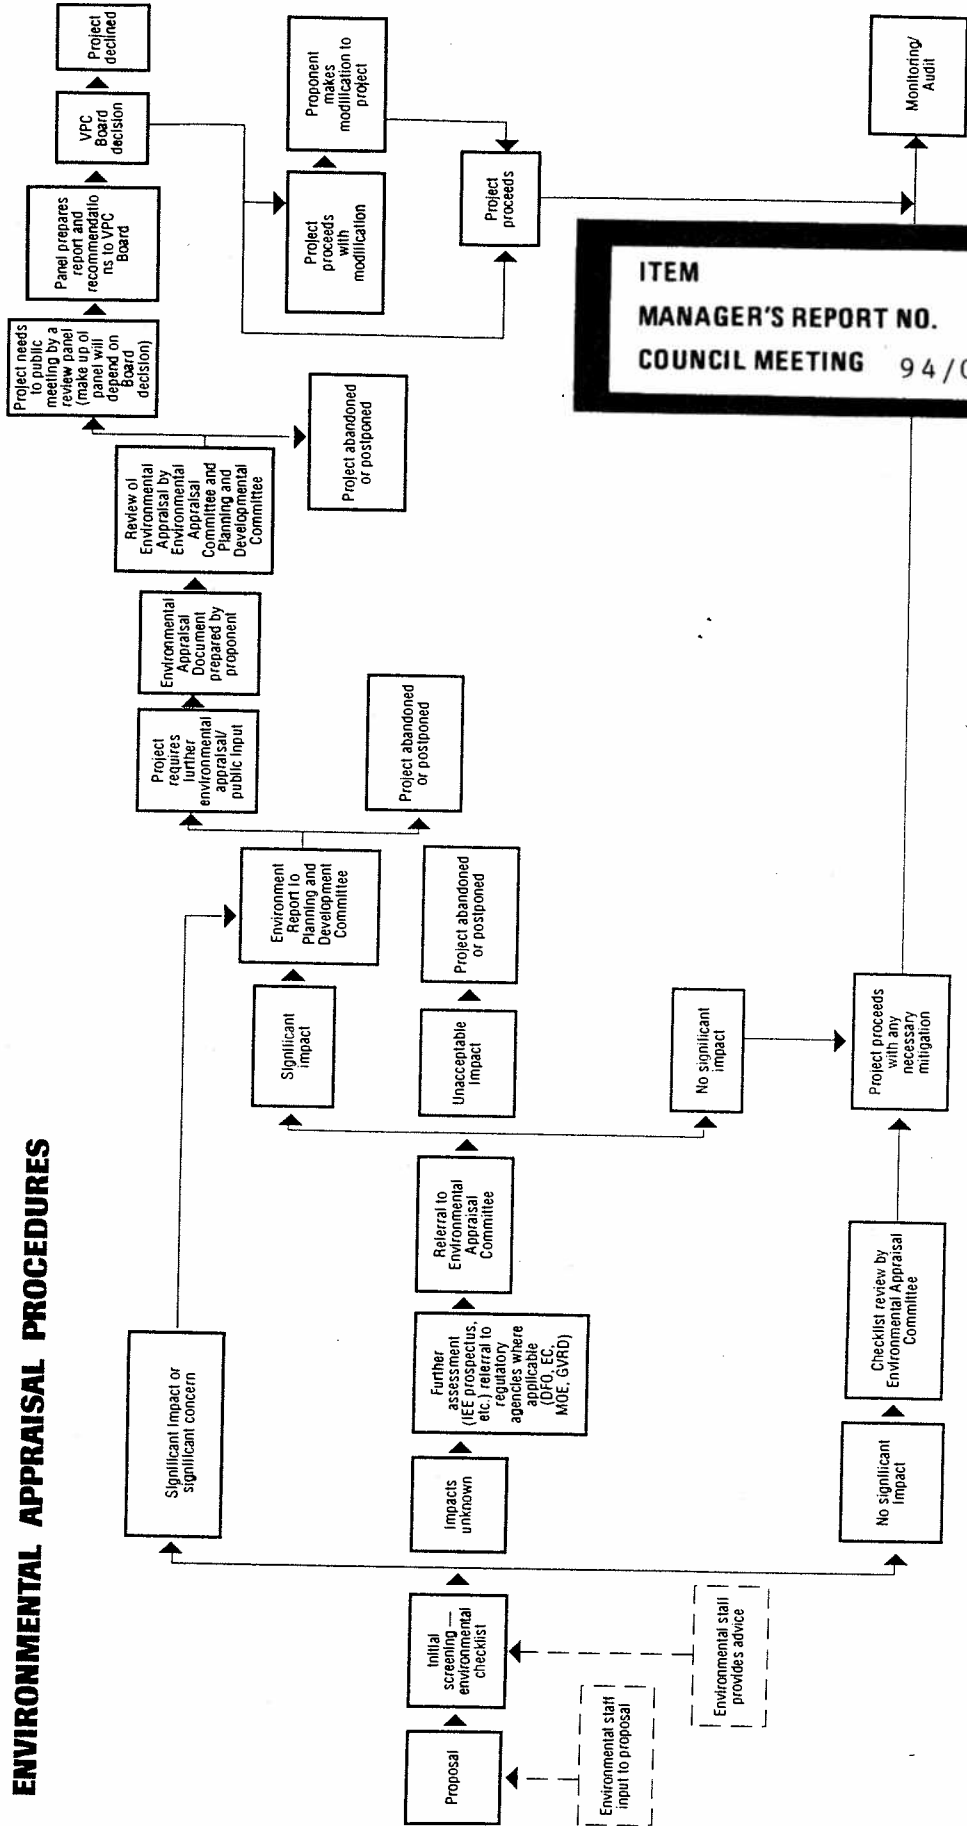 ENVIRONMENTAL APPRAISAL PROCEDURES
Proposal
Environmental staff
input to proposal
Initial
screening —
environmental
checklist
Environmental staff
provides advice
Significant Impact or
significant concern
Impacts
unknown
Further
assessment
(IEE prospectus,
etc.) referral to
regulatory
agencies where
applicable
(DFO, EC,
MOE, GVRD)
Referral to
Environmental
Appraisal
Committee
No significant
Impact
Checklist review by
Environmental Appraisal
Committee
Significant
impact
Unacceptable
Impact
Project abandoned
or postponed
No significant
impact
Project proceeds
with any
necessary
mitigation
Environment
Report to
Planning and
Development
Committee
Project
requires
further
environmental
appraisal/
public Input
Project abandoned
or postponed
Environmental
Appraisal
Document
prepared by
proponent
Review of
Environmental
Appraisal by
Environmental
Appraisal
Committee and
Planning and
Developmental
Committee
Project abandoned
or postponed
Project needs
to public
meeting by a
review panel
(make up of
panel will
depend on
Board
decision)
Panel prepares
report and
recommendatio
ns to VPC
Board
VPC
Board
decision
Project
declined
Project
proceeds
with
modification
Proponent
makes
modification to
project
Project
proceeds
Monitoring/
Audit
ITEM
MANAGER'S REPORT NO.
COUNCIL MEETING 94/0